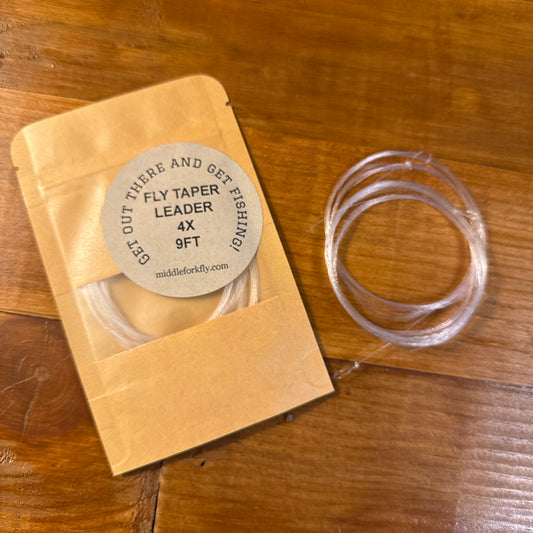 GET OUT THERE AND GET FISHING!
FLY TAPER
LEADER
4X
9FT
middleforkfly.com